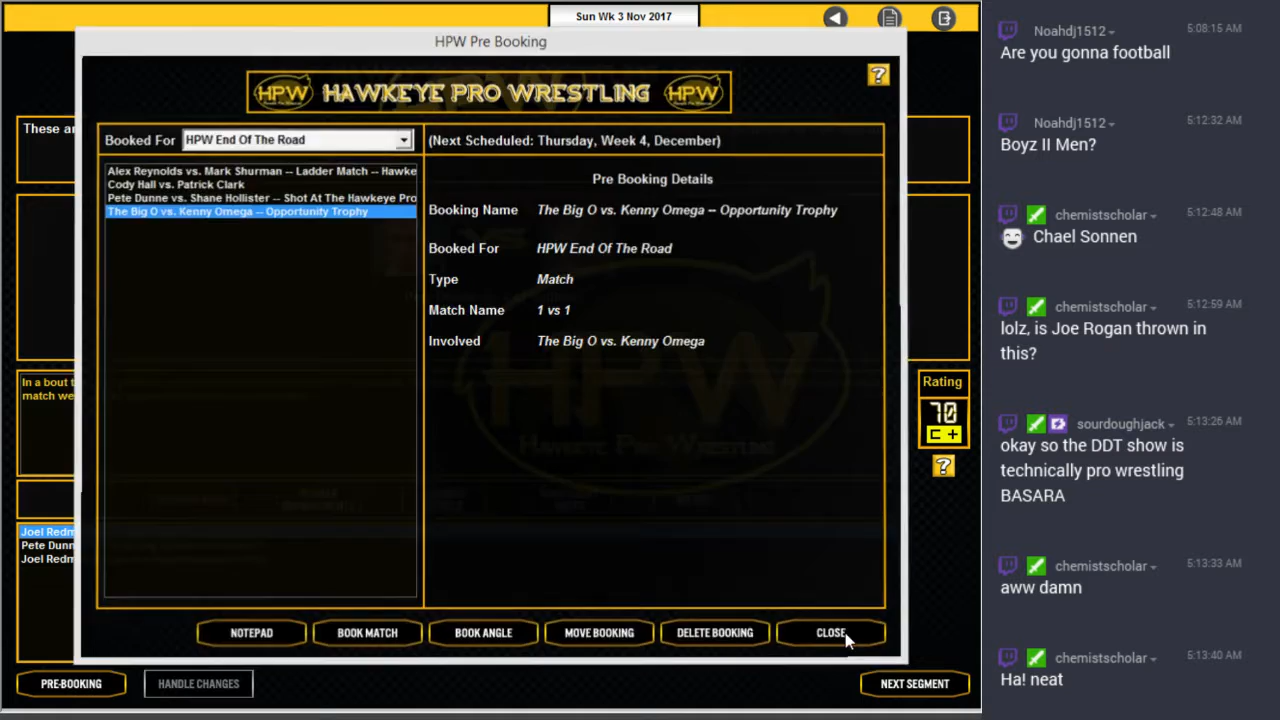 Sun Wk 3 Nov 2017
HPW Pre Booking
HPW HAWKEYE PRO WRESTLING HPW
?
These
Booked For HPW End Of The Road
(Next Scheduled: Thursday, Week 4, December)
Alex Reynolds vs. Mark Shurman -- Ladder Match -- Hawke
Cody Hall vs. Patrick Clark
Pete Dunne vs. Shane Hollister -- Shot At The Hawkeye Pro
The Big O vs. Kenny Omega -- Opportunity Trophy
Pre Booking Details
Booking Name The Big O vs. Kenny Omega -- Opportunity Trophy
Booked For HPW End Of The Road
Type Match
Match Name 1 vs 1
Involved The Big O vs. Kenny Omega
HPW
Hawkeye Pro Wrestling
In a bout
match we
Rating
70
C +
?
Joel Redm
Pete Dunn
Joel Redm
NOTEPAD BOOK MATCH BOOK ANGLE MOVE BOOKING DELETE BOOKING CLOSE
PRE-BOOKING HANDLE CHANGES NEXT SEGMENT
Noahdj1512 5:08:15 AM
Are you gonna football
Noahdj1512 5:12:32 AM
Boyz II Men?
chemistscholar 5:12:48 AM
Chael Sonnen
chemistscholar 5:12:59 AM
lolz, is Joe Rogan thrown in
this?
sourdoughjack 5:13:26 AM
okay so the DDT show is
technically pro wrestling
BASARA
chemistscholar 5:13:33 AM
aww damn
chemistscholar 5:13:40 AM
Ha! neat